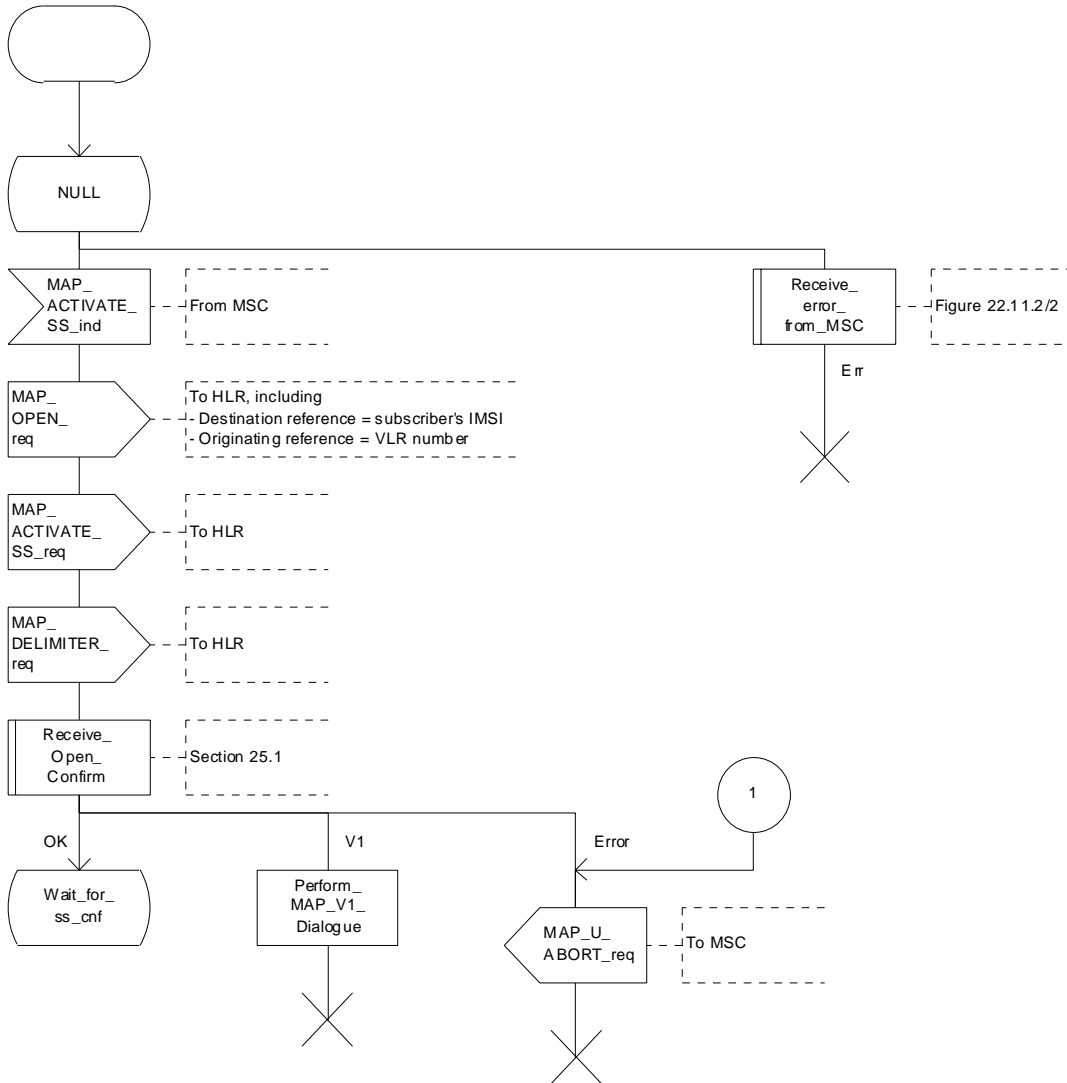 NULL
MAP_
ACTIVATE_
SS_ind
From MSC
Receive_
error_
from_MSC
Figure 22.11.2/2
Err
MAP_
OPEN_
req
To HLR, including
- Destination reference = subscriber's IMSI
- Originating reference = VLR number
MAP_
ACTIVATE_
SS_req
To HLR
MAP_
DELIMITER_
req
To HLR
Receive_
Open_
Confirm
Section 25.1
1
OK
V1
Error
Wait_for_
ss_cnf
Perform_
MAP_V1_
Dialogue
MAP_U_
ABORT_req
To MSC